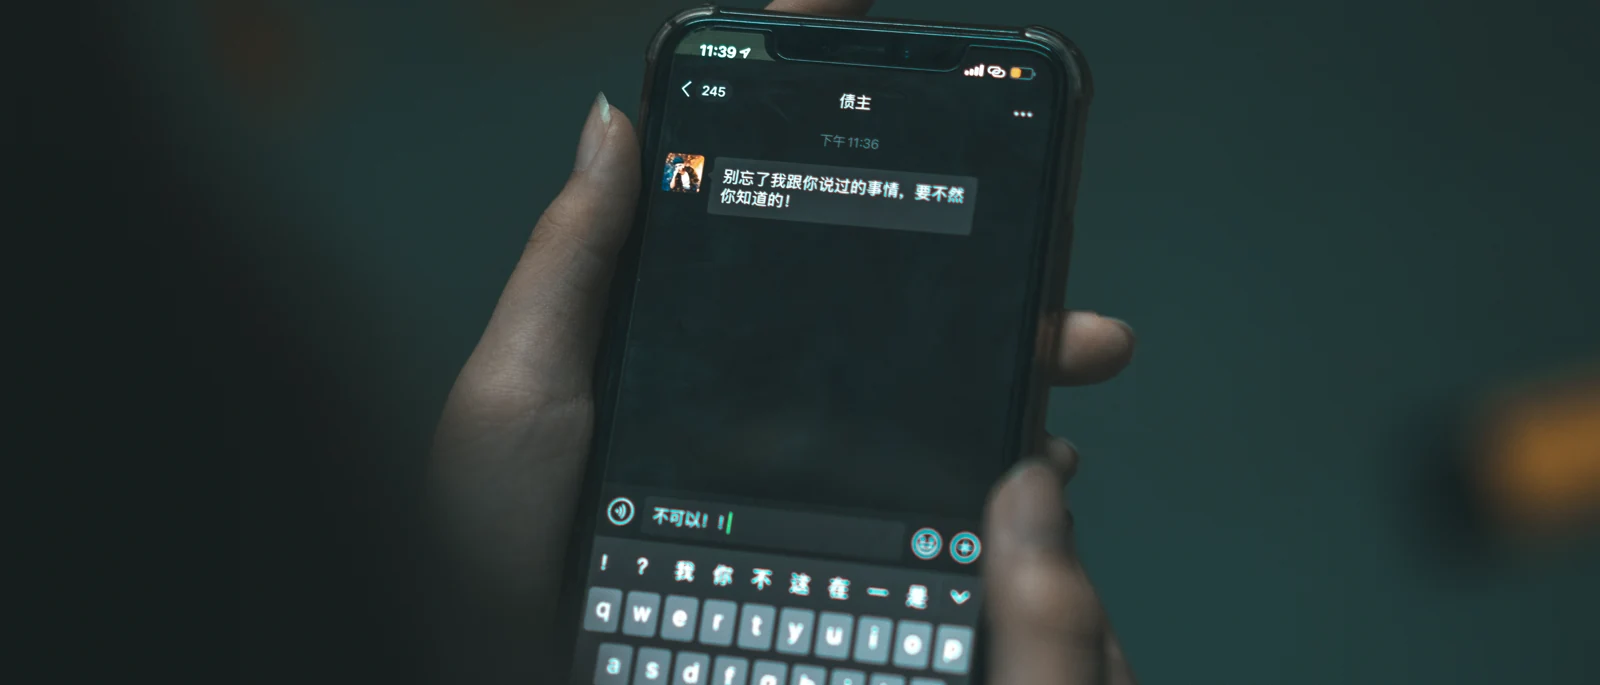 11:39
245
债主
下午 11:36
别忘了我跟你说过的事情，要不然
你知道的！
不可以！！
！ ？ 我 你 不 这 在 一 是
q w e r t y u i o p
a s d f g h